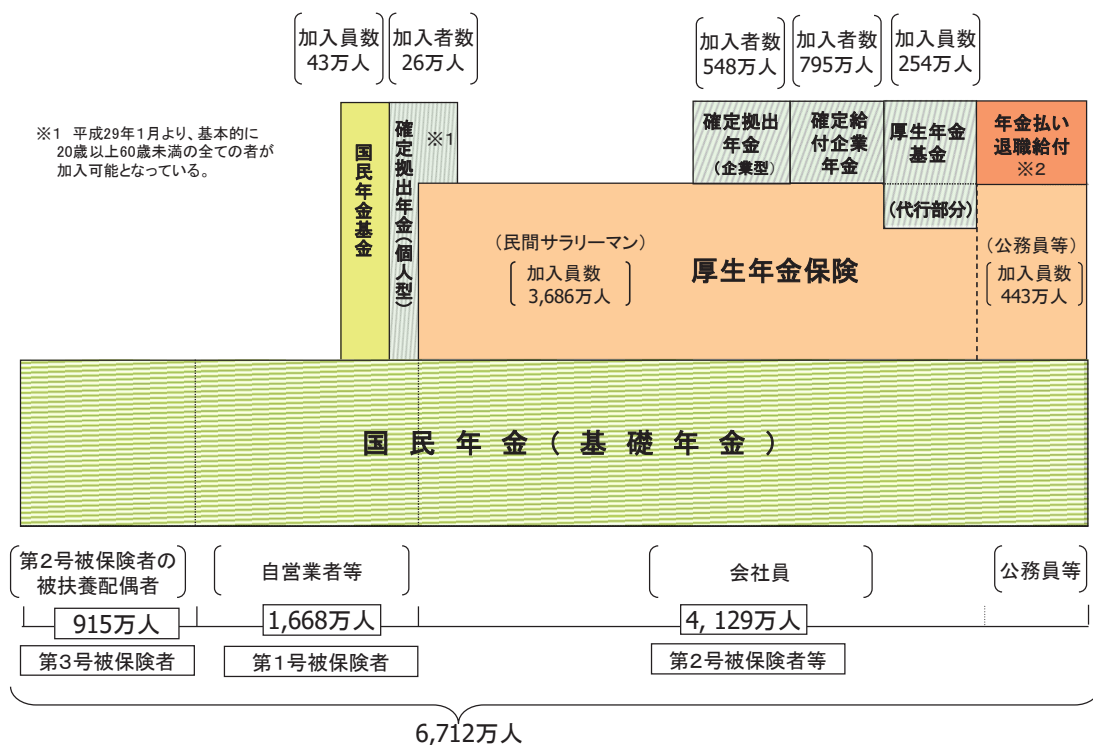 加入員数
43万人
加入者数
26万人
加入者数
548万人
加入者数
795万人
加入員数
254万人
※1 平成29年1月より、基本的に
20歳以上60歳未満の全ての者が
加入可能となっている。
国民年金基金
確定拠出年金(個人型)
※1
確定拠出
年金
(企業型)
確定給
付企業
年金
厚生年金
基金
(代行部分)
年金払い
退職給付
※2
(民間サラリーマン)
加入員数
3,686万人
厚生年金保険
(公務員等)
加入員数
443万人
国民年金(基礎年金)
第2号被保険者の
被扶養配偶者
自営業者等
会社員
公務員等
915万人
1,668万人
4,129万人
第3号被保険者
第1号被保険者
第2号被保険者等
6,712万人